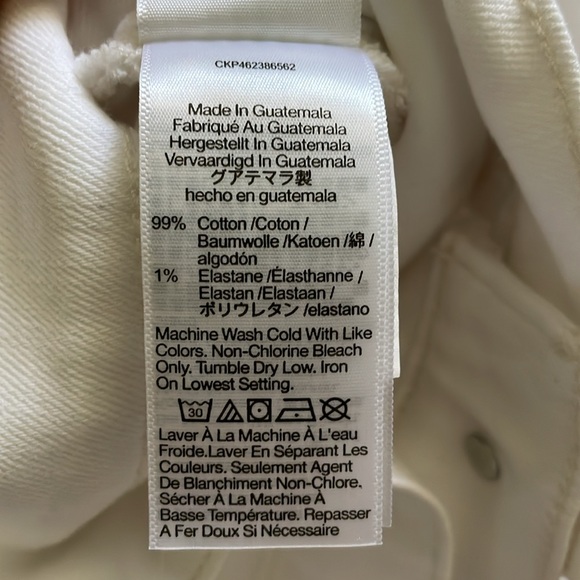 CKP462386562
Made In Guatemala
Fabriqué Au Guatemala
Hergestellt In Guatemala
Vervaardigd In Guatemala
グアテマラ製
hecho en guatemala
99% Cotton /Coton /
Baumwolle /Katoen /綿 /
algodón
1% Elastane /Élasthanne /
Elastan /Elastaan /
ポリウレタン /elastano
Machine Wash Cold With Like
Colors. Non-Chlorine Bleach
Only. Tumble Dry Low. Iron
On Lowest Setting.
30
Laver À La Machine À L'eau
Froide.Laver En Séparant Les
Couleurs. Seulement Agent
De Blanchiment Non-Chlore.
Sécher À La Machine À
Basse Température. Repasser
A Fer Doux Si Nécessaire